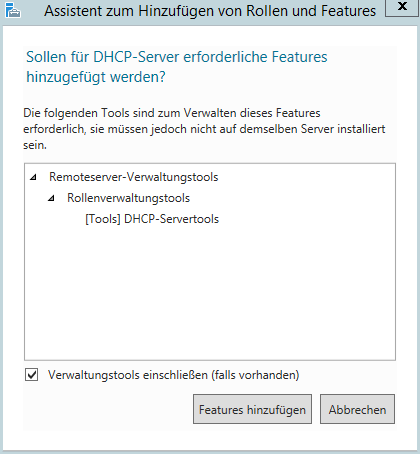 Assistent zum Hinzufügen von Rollen und Features
x
Sollen für DHCP-Server erforderliche Features
hinzugefügt werden?
Die folgenden Tools sind zum Verwalten dieses Features
erforderlich, sie müssen jedoch nicht auf demselben Server installiert
sein.
Remoteserver-Verwaltungstools
Rollenverwaltungstools
[Tools] DHCP-Servertools
Verwaltungstools einschließen (falls vorhanden)
Features hinzufügen
Abbrechen